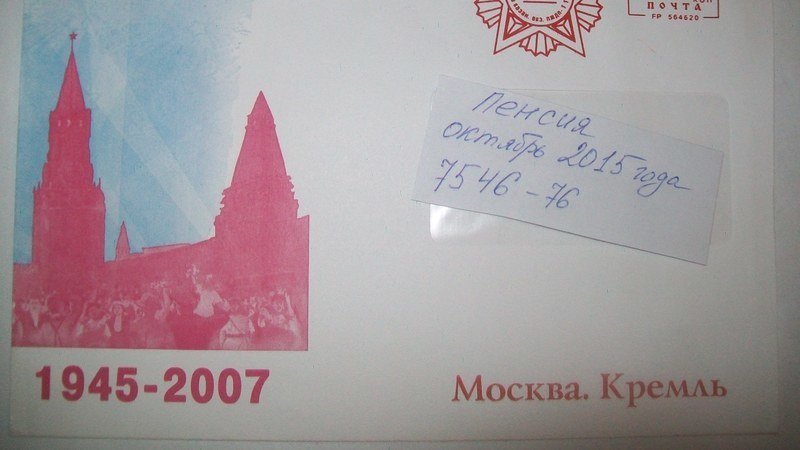 ПОЧТА
FP 564620
Пенсия
октябрь 2015 года
7546-76
1945-2007
Москва. Кремль